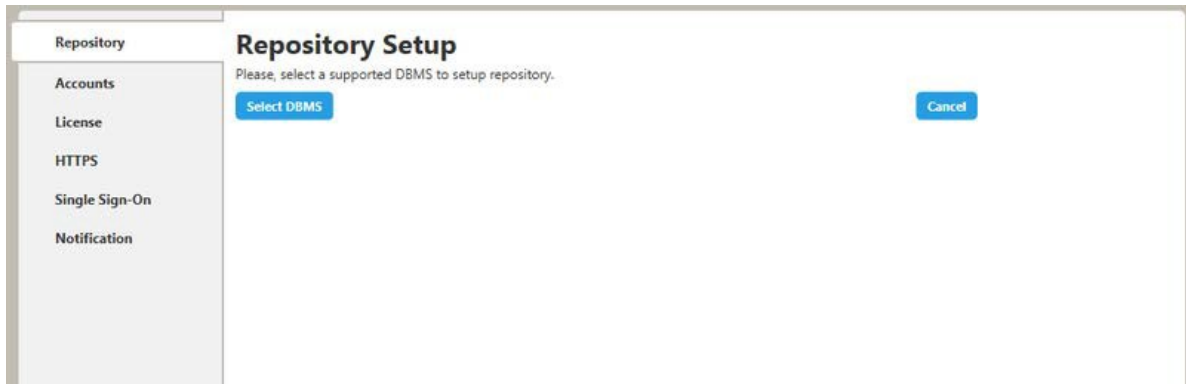 Repository
Accounts
License
HTTPS
Single Sign-On
Notification
Repository Setup
Please, select a supported DBMS to setup repository.
Select DBMS
Cancel